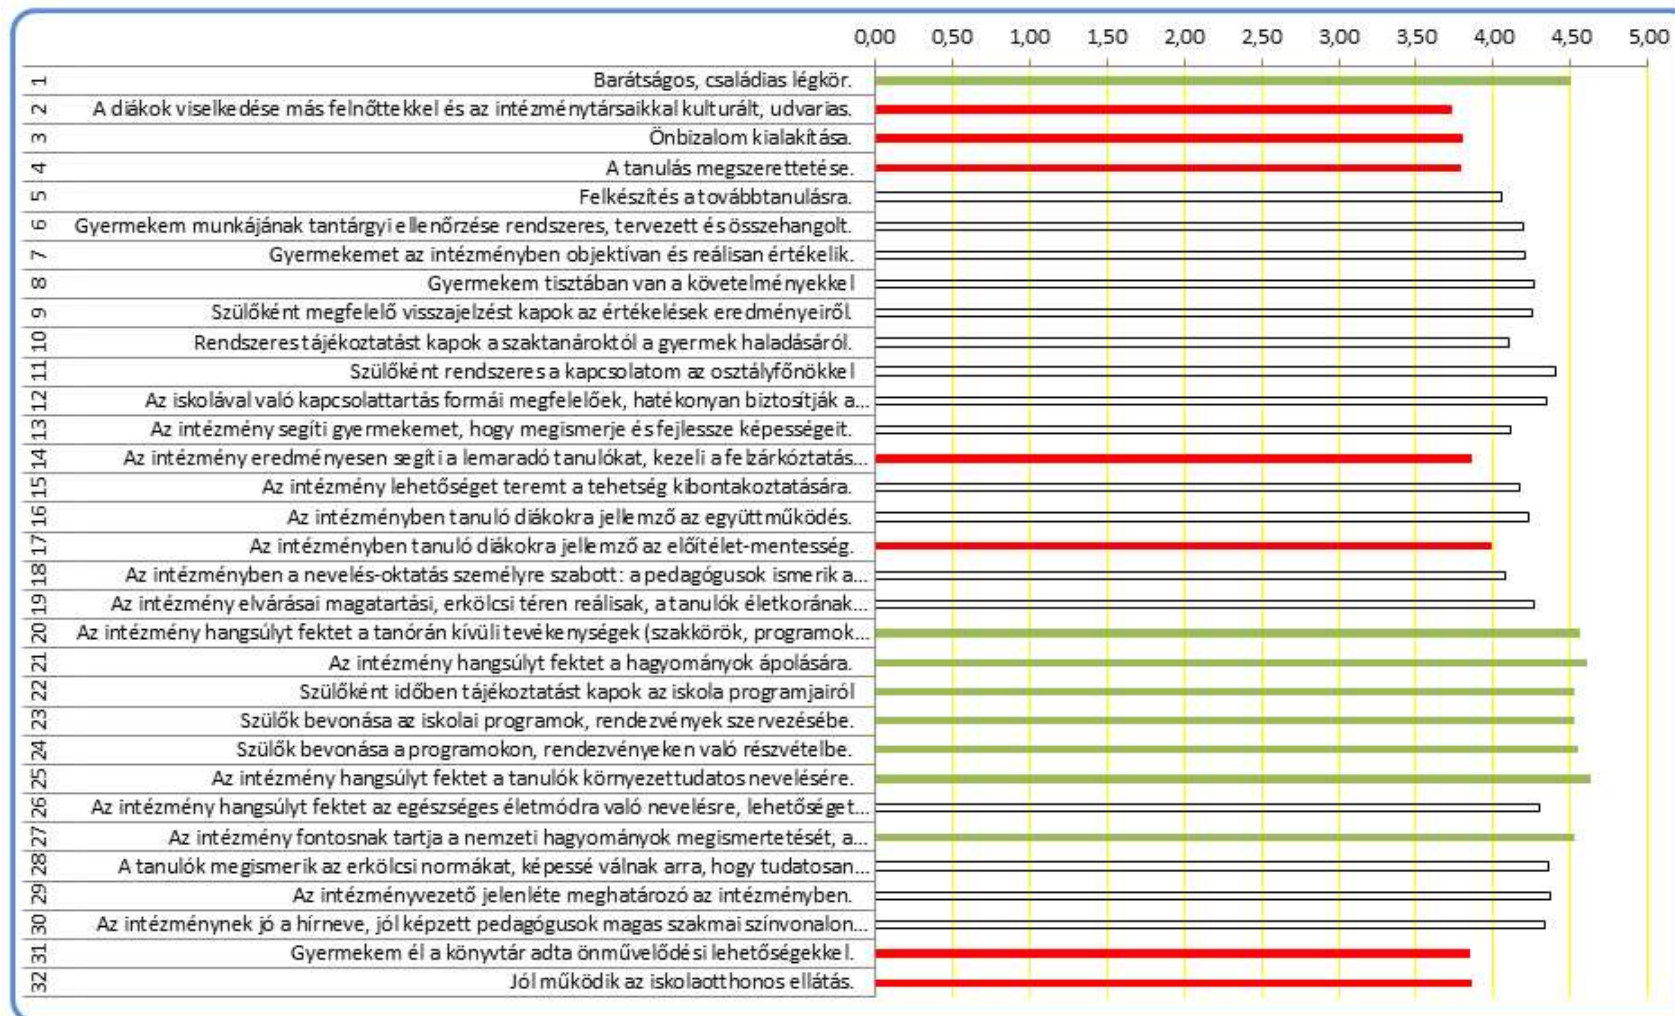 0,00 0,50 1,00 1,50 2,00 2,50 3,00 3,50 4,00 4,50 5,00
1 Barátságos, családias légkör.
2 A diákok viselkedése más felnőttekkel és az intézménytársaikkal kulturált, udvarias.
3 Önbizalom kialakítása.
4 A tanulás megszerettetése.
5 Felkészítés a továbbtanulásra.
6 Gyermekem munkájának tantárgyi ellenőrzése rendszeres, tervezett és összehangolt.
7 Gyermekemet az intézményben objektívan és reálisan értékelik.
8 Gyermekem tisztában van a követelményekkel
9 Szülőként megfelelő visszajelzést kapok az értékelések eredményeiről.
10 Rendszeres tájékoztatást kapok a szaktanároktól a gyermek haladásáról.
11 Szülőként rendszeres a kapcsolatom az osztályfőnökkel
12 Az iskolával való kapcsolattartás formái megfelelőek, hatékonyan biztosítják a...
13 Az intézmény segíti gyermekemet, hogy megismerje és fejlessze képességeit.
14 Az intézmény eredményesen segíti a lemaradó tanulókat, kezeli a felzárkóztatás...
15 Az intézmény lehetőséget teremt a tehetség kibontakoztatására.
16 Az intézményben tanuló diákokra jellemző az együttműködés.
17 Az intézményben tanuló diákokra jellemző az előítélet-mentesség.
18 Az intézményben a nevelés-oktatás személyre szabott: a pedagógusok ismerik a...
19 Az intézmény elvárásai magatartási, erkölcsi téren reálisak, a tanulók életkorának...
20 Az intézmény hangsúlyt fektet a tanórán kívüli tevékenységek (szakkörök, programok...
21 Az intézmény hangsúlyt fektet a hagyományok ápolására.
22 Szülőként időben tájékoztatást kapok az iskola programjairól
23 Szülők bevonása az iskolai programok, rendezvények szervezésébe.
24 Szülők bevonása a programokon, rendezvényeken való részvételbe.
25 Az intézmény hangsúlyt fektet a tanulók környezettudatos nevelésére.
26 Az intézmény hangsúlyt fektet az egészséges életmódra való nevelésre, lehetőséget...
27 Az intézmény fontosnak tartja a nemzeti hagyományok megismertetését, a...
28 A tanulók megismerik az erkölcsi normákat, képessé válnak arra, hogy tudatosan...
29 Az intézményvezető jelenléte meghatározó az intézményben.
30 Az intézménynek jó a hírneve, jól képzett pedagógusok magas szakmai színvonalon...
31 Gyermekem él a könyvtár adta önművelődési lehetőségekkel.
32 Jól működik az iskolaotthonos ellátás.